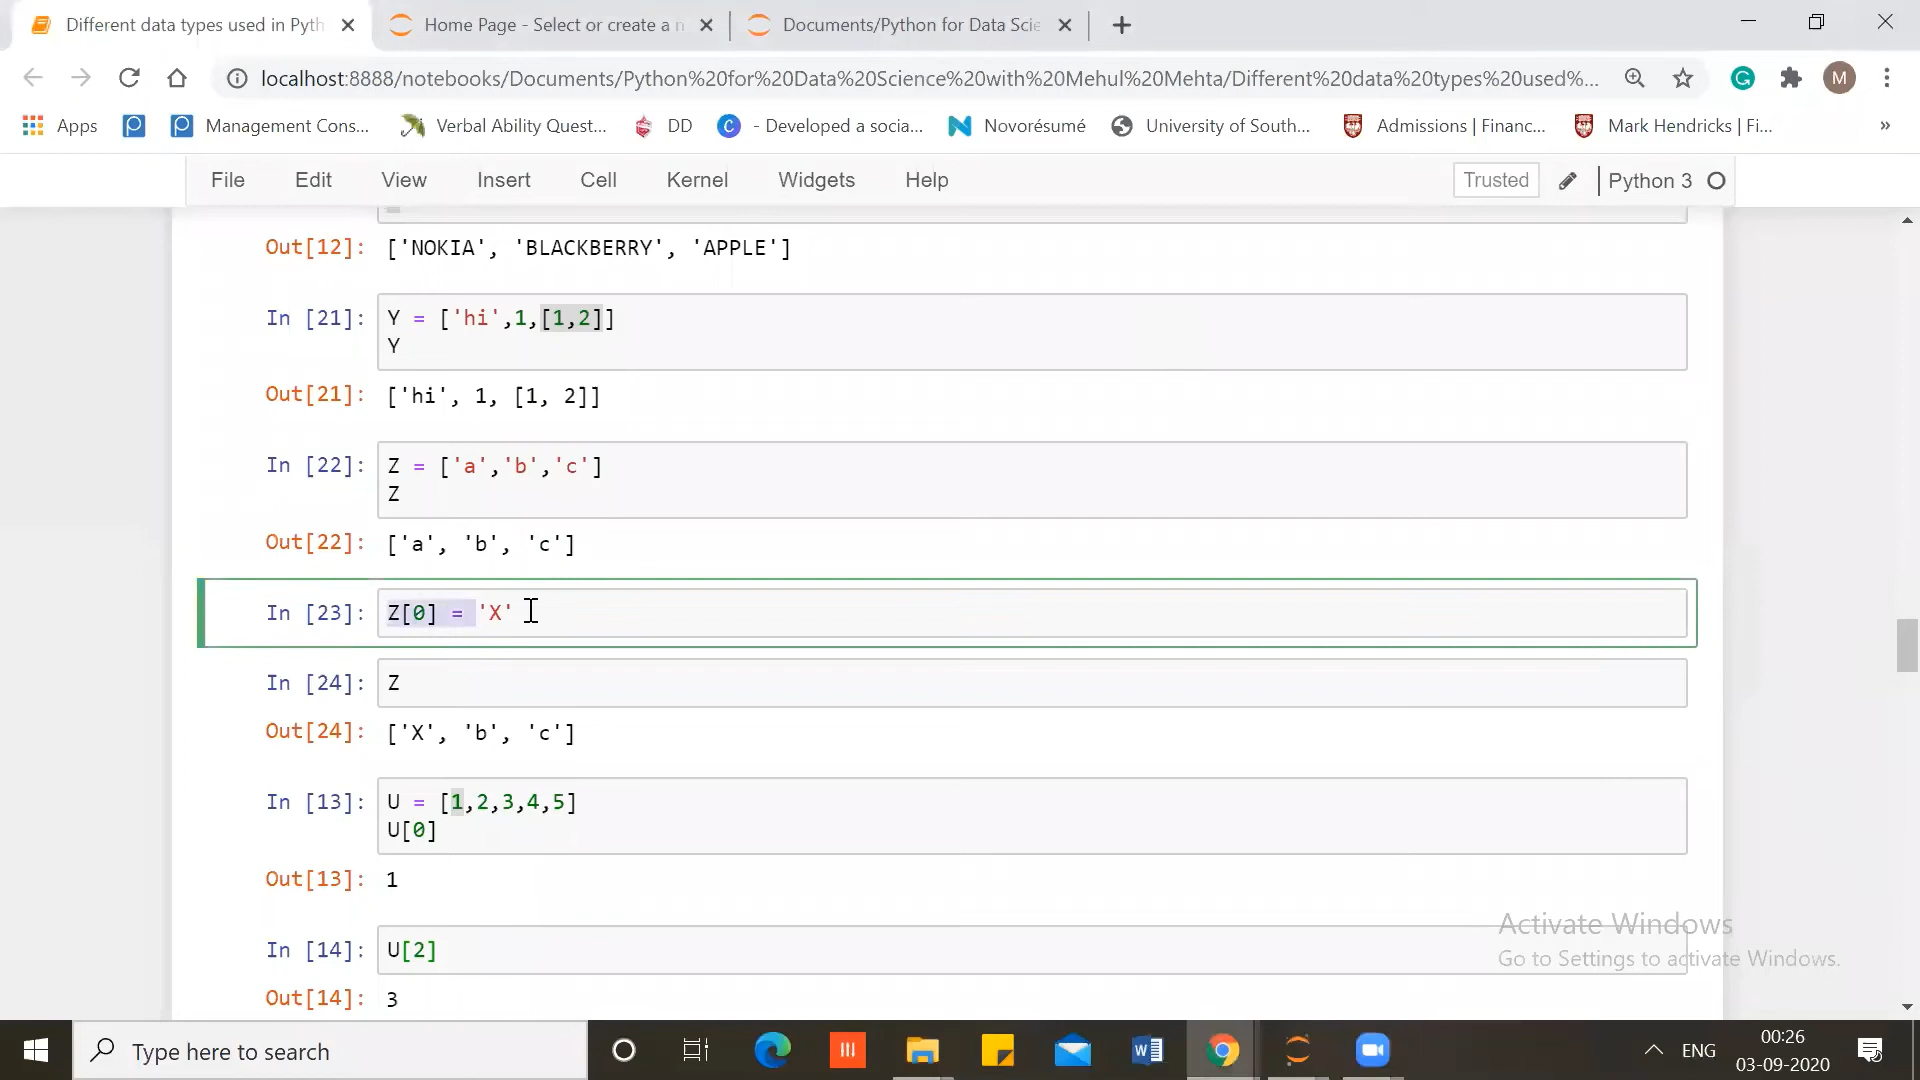 Different data types used in Pyth
Home Page - Select or create a n
Documents/Python for Data Scie
localhost:8888/notebooks/Documents/Python%20for%20Data%20Science%20with%20Mehul%20Mehta/Different%20data%20types%20used%...
M
Apps
Management Cons...
Verbal Ability Quest...
DD
- Developed a socia...
Novorésumé
University of South...
Admissions | Financ...
Mark Hendricks | Fi...
»
File Edit View Insert Cell Kernel Widgets Help
Trusted
Python 3
Out[12]: ['NOKIA', 'BLACKBERRY', 'APPLE']
In [21]: Y = ['hi',1,[1,2]]
Y
Out[21]: ['hi', 1, [1, 2]]
In [22]: Z = ['a','b','c']
Z
Out[22]: ['a', 'b', 'c']
In [23]: Z[0] = 'X'
In [24]: Z
Out[24]: ['X', 'b', 'c']
In [13]: U = [1,2,3,4,5]
U[0]
Out[13]: 1
In [14]: U[2]
Out[14]: 3
Activate Windows
Go to Settings to activate Windows.
Type here to search
ENG
00:26
03-09-2020